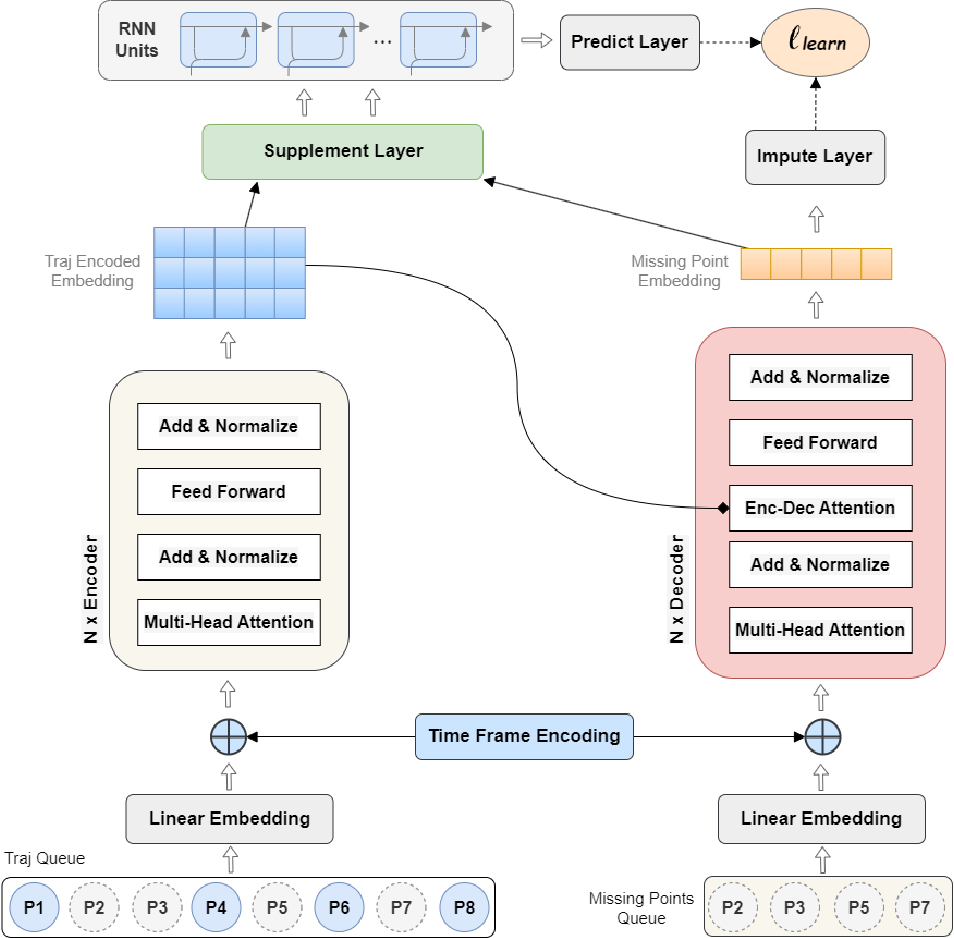 RNN
Units
...
Predict Layer
ℓ learn
Supplement Layer
Impute Layer
Traj Encoded
Embedding
Missing Point
Embedding
Add & Normalize
Feed Forward
Add & Normalize
Multi-Head Attention
N x Encoder
Add & Normalize
Feed Forward
Enc-Dec Attention
Add & Normalize
Multi-Head Attention
N x Decoder
Time Frame Encoding
Linear Embedding
Linear Embedding
Traj Queue
P1 P2 P3 P4 P5 P6 P7 P8
Missing Points
Queue
P2 P3 P5 P7